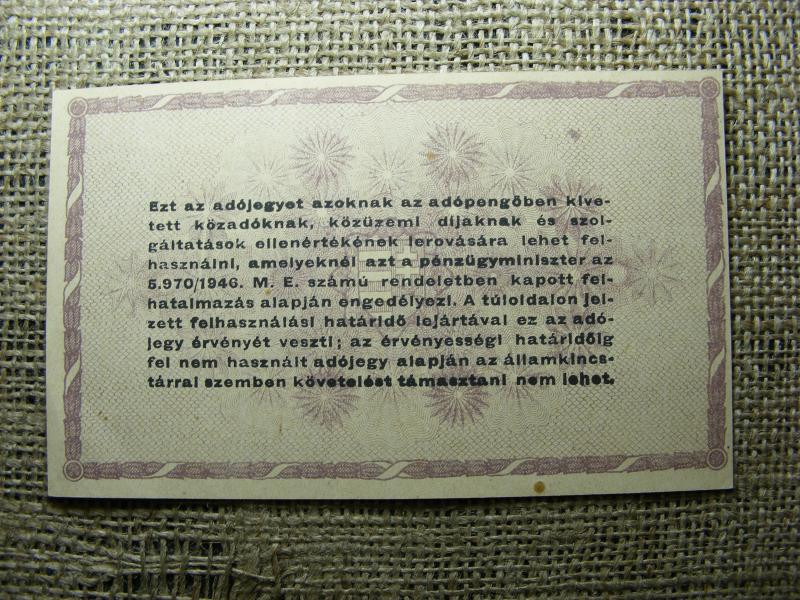 Ezt az adójegyet azoknak az adópengőben kive-
tett közadóknak, közüzemi díjaknak és szol-
gáltatások ellenértékének lerovására lehet fel-
használni, amelyeknél azt a pénzügyminiszter az
5.970/1946. M. E. számú rendeletben kapott fel-
hatalmazás alapján engedélyezi. A túloldalon jel-
zett felhasználási határidő lejártával ez az adó-
jegy érvényét veszti; az érvényességi határidőig
fel nem használt adójegy alapján az államkincs-
tárral szemben követelést támasztani nem lehet.